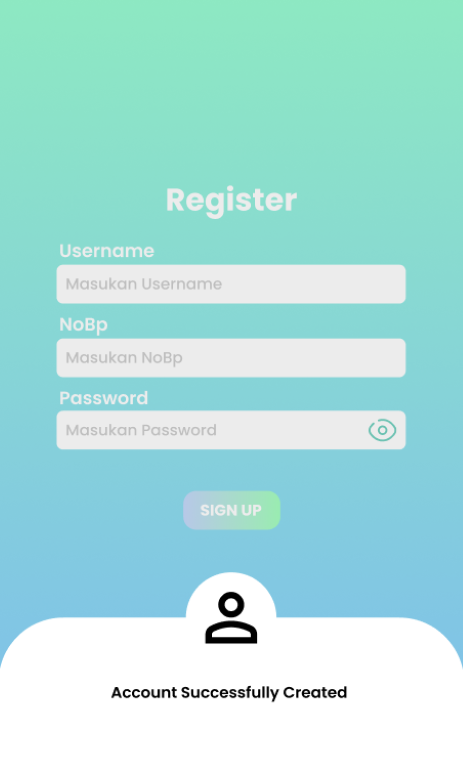 Register
Username
Masukan Username
NoBp
Masukan NoBp
Password
Masukan Password
SIGN UP
Account Successfully Created